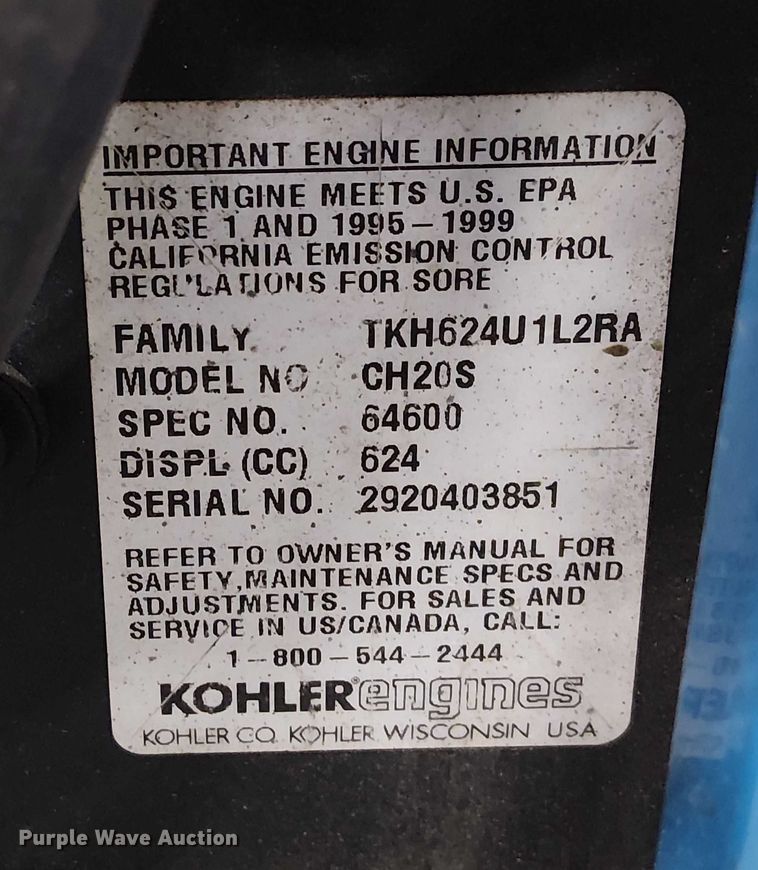 IMPORTANT ENGINE INFORMATION
THIS ENGINE MEETS U.S. EPA
PHASE 1 AND 1995-1999
CALIFORNIA EMISSION CONTROL
REGULATIONS FOR SORE
FAMILY TKH624U1L2RA
MODEL NO CH20S
SPEC NO. 64600
DISPL (CC) 624
SERIAL NO. 2920403851
REFER TO OWNER'S MANUAL FOR
SAFETY, MAINTENANCE SPECS AND
ADJUSTMENTS. FOR SALES AND
SERVICE IN US/CANADA, CALL:
1-800-544-2444
KOHLER® engines
KOHLER CO. KOHLER, WISCONSIN USA
Purple Wave Auction